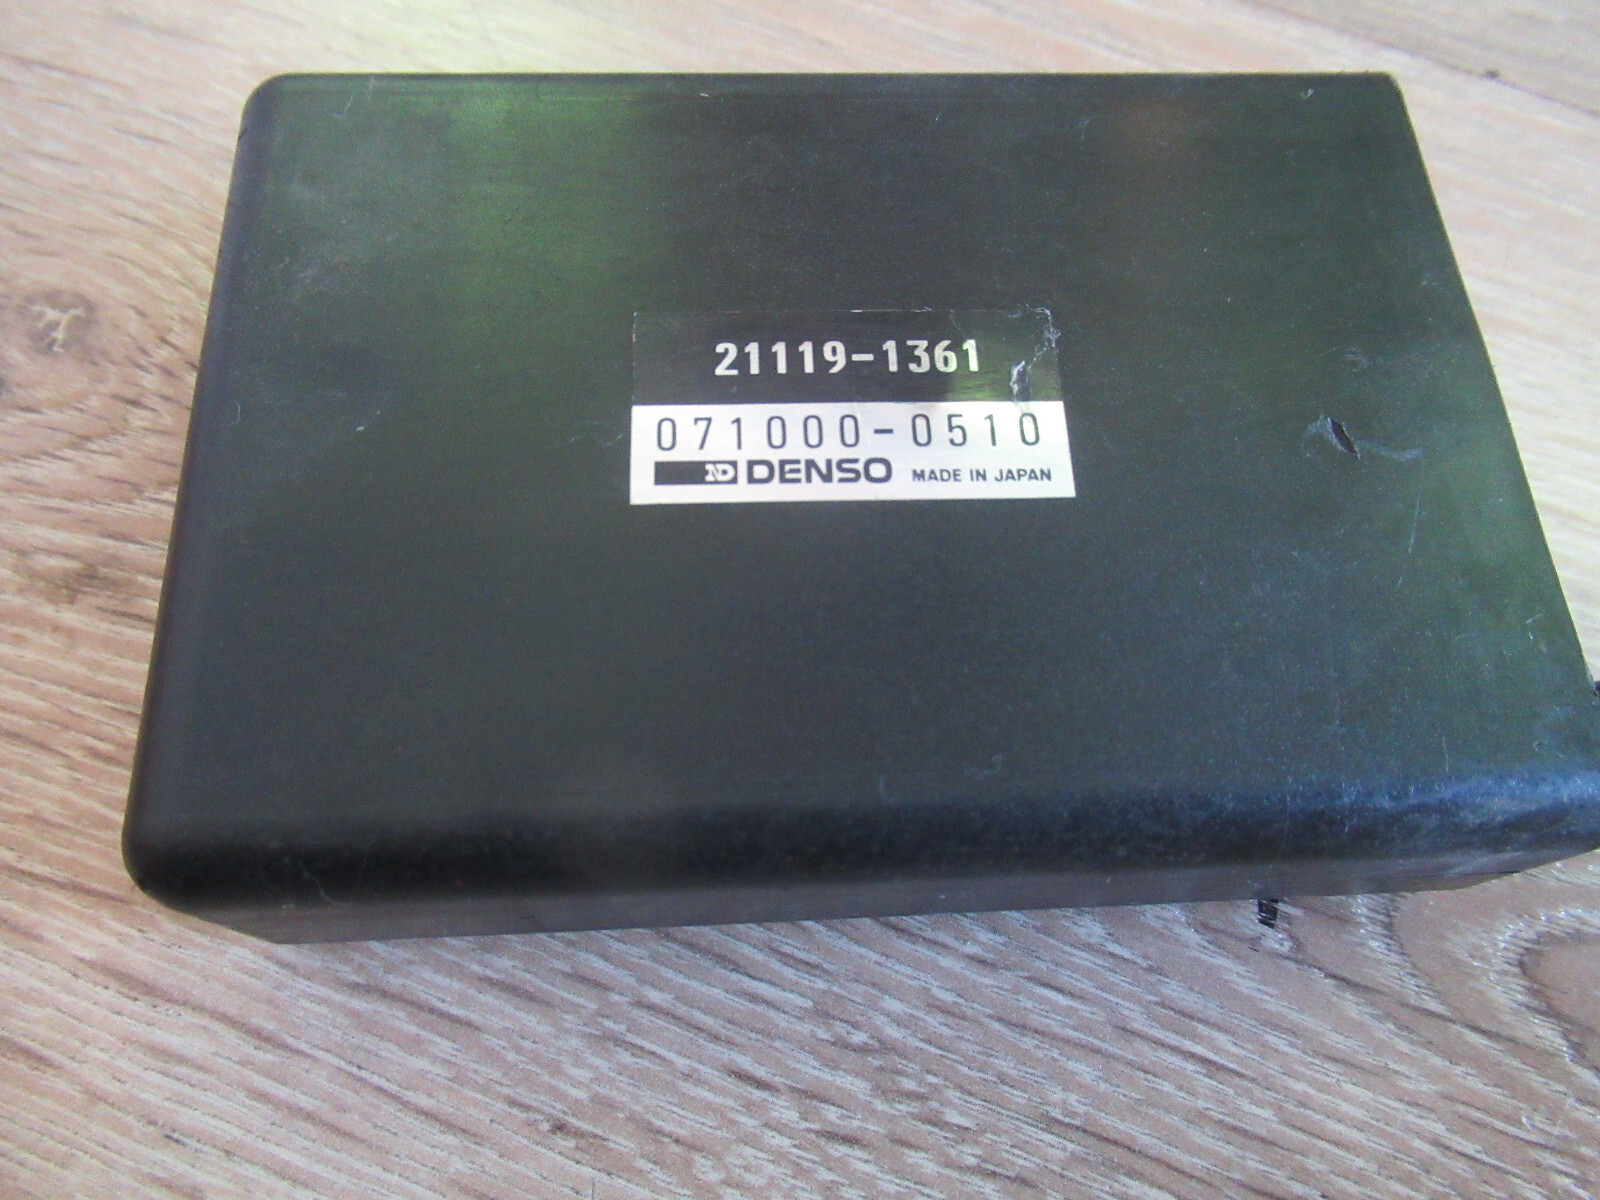 21119-1361
071000-0510
ND DENSO MADE IN JAPAN